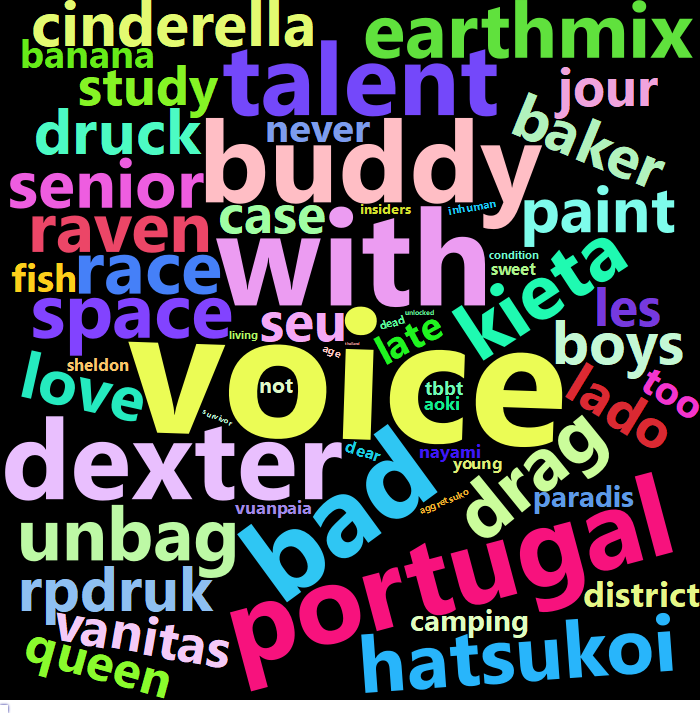 cinderella
earthmix
banana
study
talent
jour
druck
never
buddy
baker
senior
case
insiders
inhuman
paint
raven
with
condition
sweet
kieta
fish
race
space
seu
les
living
unlocked
dead
late
boys
thailand
age
sheldon
love
voice
not
tbbt
aoki
lado
too
survivor
dexter
dear
bad
nayami
young
drag
aggretsuko
vuanpaia
paradis
unbag
portugal
rpdruk
district
vanitas
camping
queen
hatsukoi